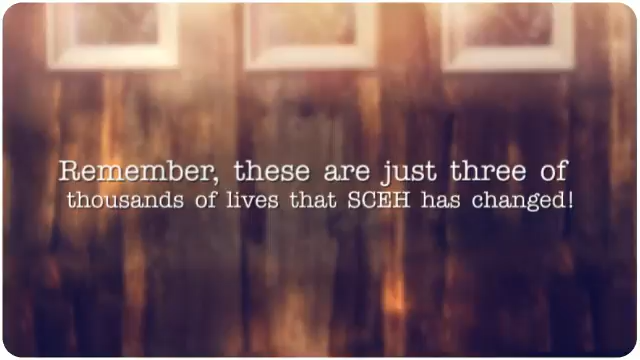 Remember, these are just three of
thousands of lives that SCEH has changed!